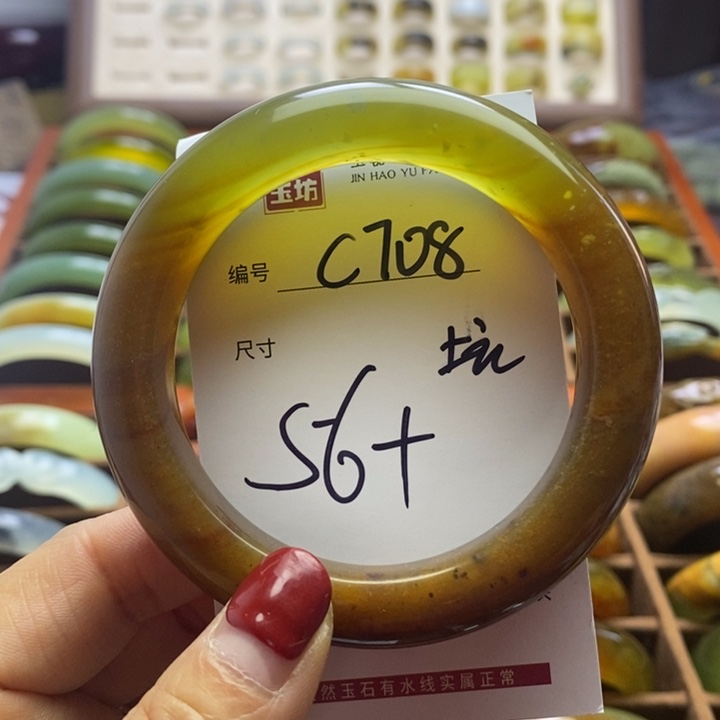 玉坊
JIN HAO YU FA
编号 C708
尺寸
坑
56+
然玉石有水线实属正常